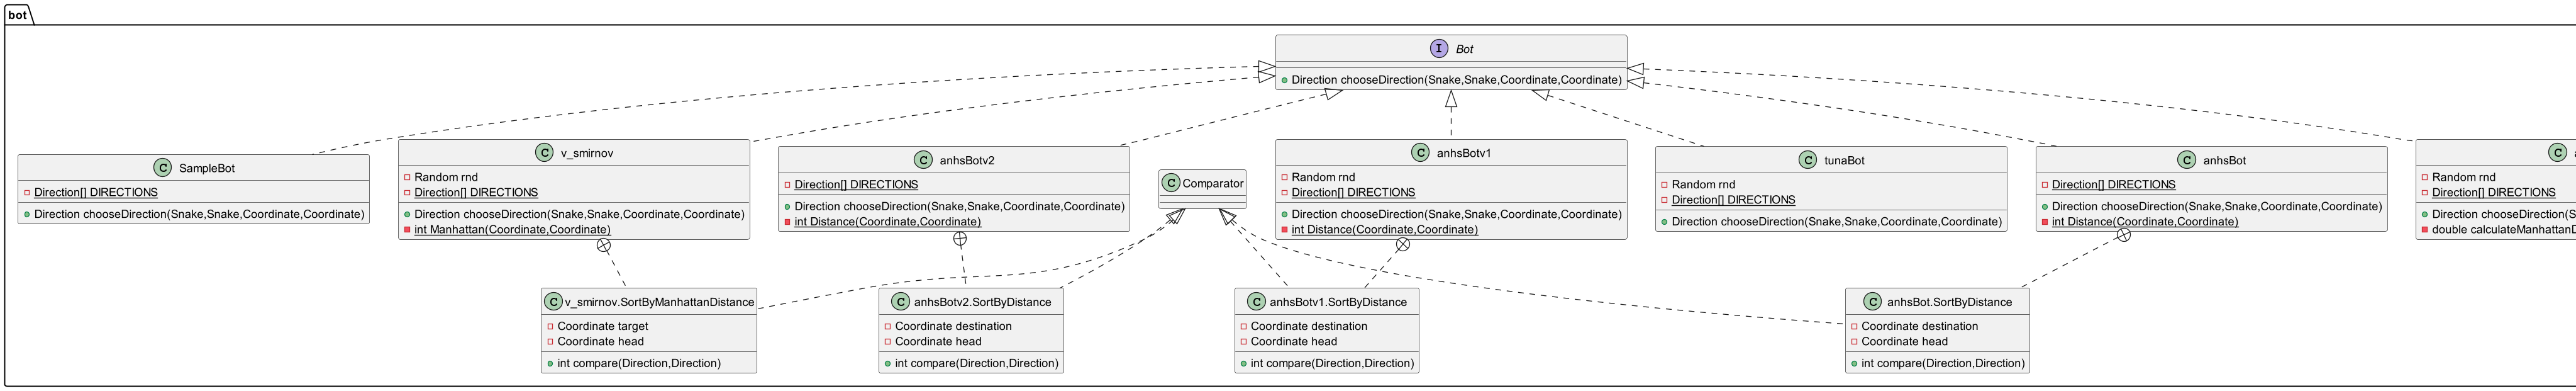 bot
I Bot
Direction chooseDirection(Snake,Snake,Coordinate,Coordinate)
C SampleBot
Direction[] DIRECTIONS
Direction chooseDirection(Snake,Snake,Coordinate,Coordinate)
C v_smirnov
Random rnd
Direction[] DIRECTIONS
Direction chooseDirection(Snake,Snake,Coordinate,Coordinate)
int Manhattan(Coordinate,Coordinate)
C anhsBotv2
Direction[] DIRECTIONS
Direction chooseDirection(Snake,Snake,Coordinate,Coordinate)
int Distance(Coordinate,Coordinate)
C Comparator
C anhsBotv1
Random rnd
Direction[] DIRECTIONS
Direction chooseDirection(Snake,Snake,Coordinate,Coordinate)
int Distance(Coordinate,Coordinate)
C tunaBot
Random rnd
Direction[] DIRECTIONS
Direction chooseDirection(Snake,Snake,Coordinate,Coordinate)
C anhsBot
Direction[] DIRECTIONS
Direction chooseDirection(Snake,Snake,Coordinate,Coordinate)
int Distance(Coordinate,Coordinate)
C
Random rnd
Direction[] DIRECTIONS
Direction chooseDirection(S
double calculateManhattanD
C v_smirnov.SortByManhattanDistance
Coordinate target
Coordinate head
int compare(Direction,Direction)
C anhsBotv2.SortByDistance
Coordinate destination
Coordinate head
int compare(Direction,Direction)
C anhsBotv1.SortByDistance
Coordinate destination
Coordinate head
int compare(Direction,Direction)
C anhsBot.SortByDistance
Coordinate destination
Coordinate head
int compare(Direction,Direction)